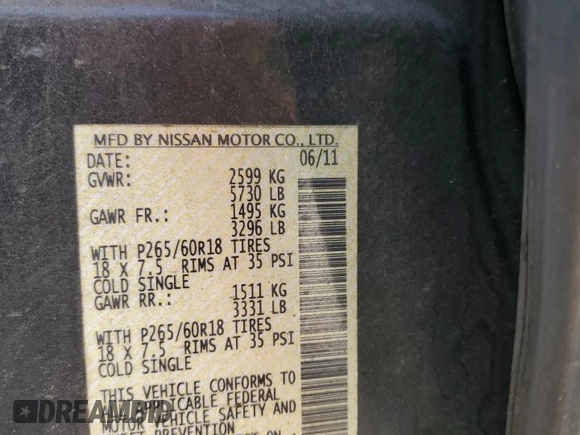 MFD BY NISSAN MOTOR CO., LTD.
DATE: 06/11
GVWR: 2599 KG
5730 LB
GAWR FR.: 1495 KG
3296 LB
WITH P265/60R18 TIRES
18 X 7.5 RIMS AT 35 PSI
COLD SINGLE
GAWR RR.: 1511 KG
3331 LB
WITH P265/60R18 TIRES
18 X 7.5 RIMS AT 35 PSI
COLD SINGLE
THIS VEHICLE CONFORMS TO
FEDERAL
MOTOR VEHICLE SAFETY AND
PREVENTION
DREAMBID